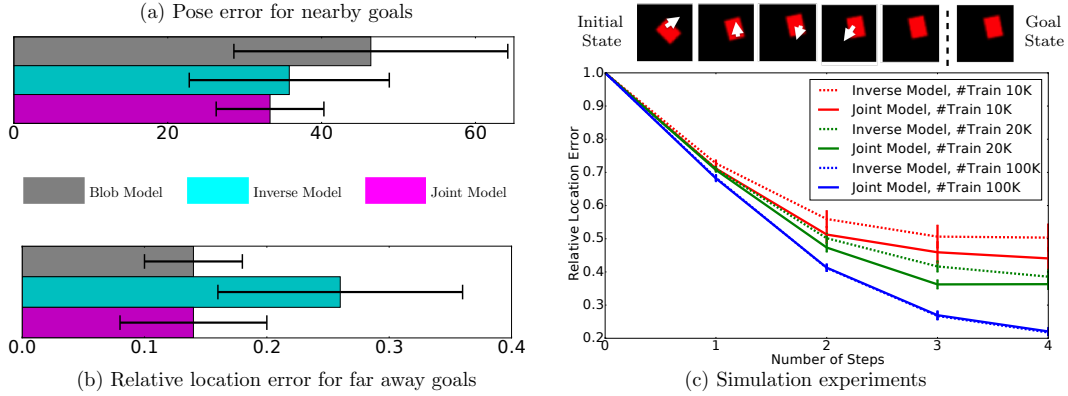 (a) Pose error for nearby goals
0 20 40 60
Blob Model Inverse Model Joint Model
0.0 0.1 0.2 0.3 0.4
(b) Relative location error for far away goals
Initial State
Goal State
1.0
0.9
0.8
0.7
0.6
0.5
0.4
0.3
0.2
Relative Location Error
Inverse Model, #Train 10K
Joint Model, #Train 10K
Inverse Model, #Train 20K
Joint Model, #Train 20K
Inverse Model, #Train 100K
Joint Model, #Train 100K
0 1 2 3 4
Number of Steps
(c) Simulation experiments